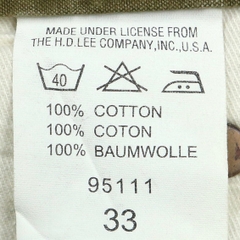 MADE UNDER LICENSE FROM
THE H.D.LEE COMPANY,INC.,U.S.A.
40
100% COTTON
100% COTON
100% BAUMWOLLE
95111
33